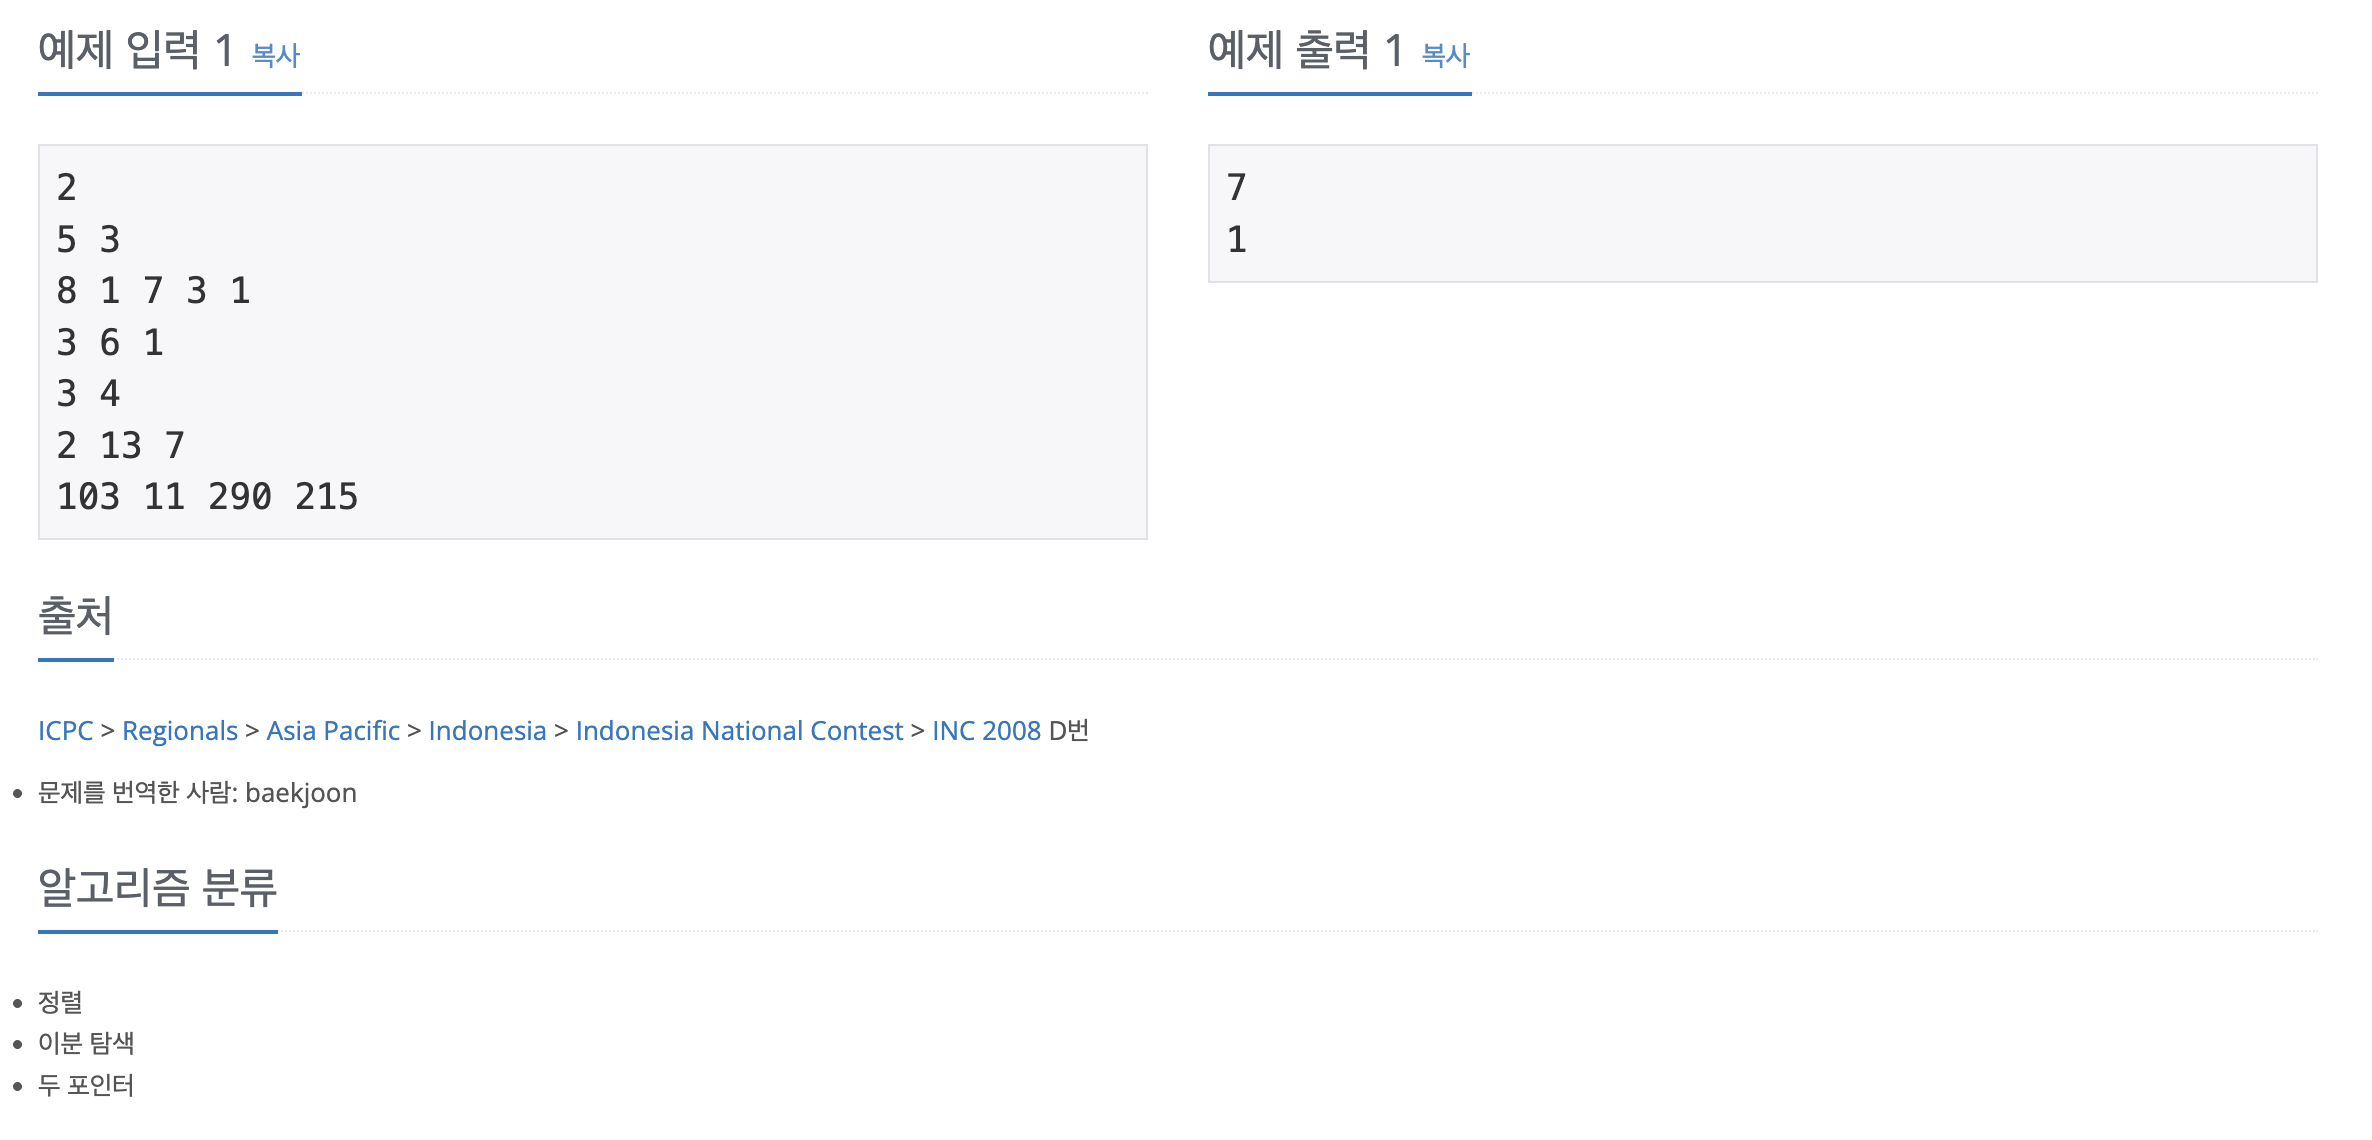 예제 입력 1 복사
2
5 3
8 1 7 3 1
3 6 1
3 4
2 13 7
103 11 290 215
예제 출력 1 복사
7
1
출처
ICPC > Regionals > Asia Pacific > Indonesia > Indonesia National Contest > INC 2008 D번
문제를 번역한 사람: baekjoon
알고리즘 분류
정렬
이분 탐색
두 포인터